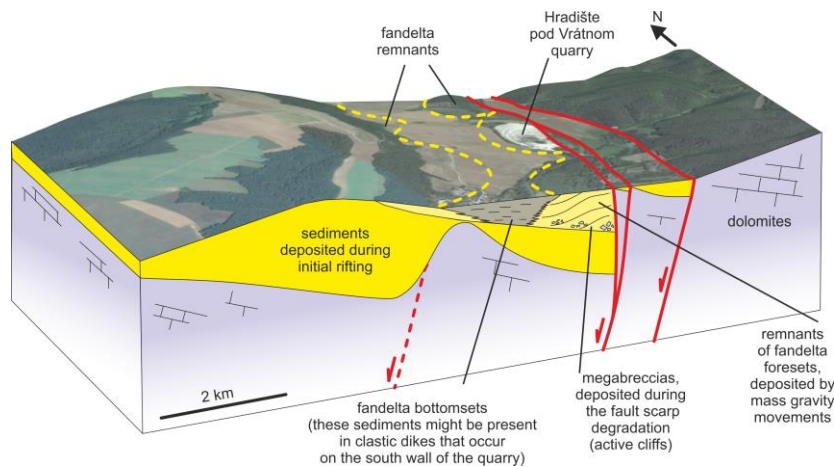 fandelta
remnants
Hradište
pod Vrátnom
quarry
N
sediments
deposited during
initial rifting
dolomites
2 km
fandelta bottomsets
(these sediments might be present
in clastic dikes that occur
on the south wall of the quarry)
megabreccias,
deposited during
the fault scarp
degradation
(active cliffs)
remnants
of fandelta
foresets,
deposited by
mass gravity
movements